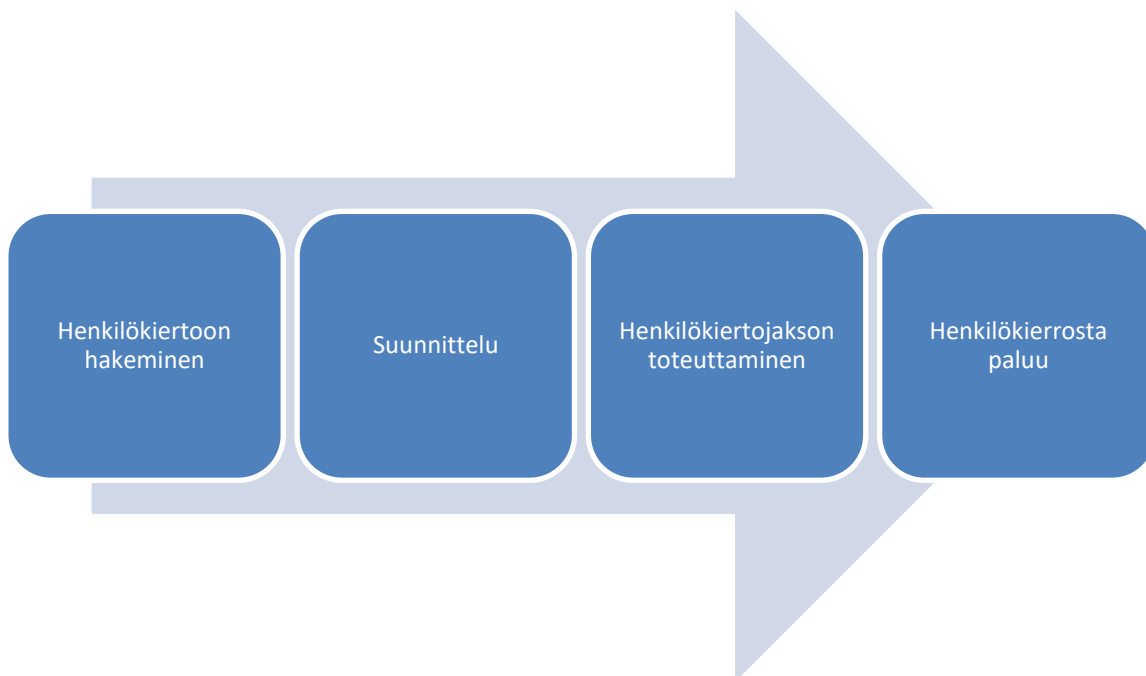 Henkilökiertoon
hakeminen
Suunnittelu
Henkilökiertojakson
toteuttaminen
Henkilökierrosta
paluu